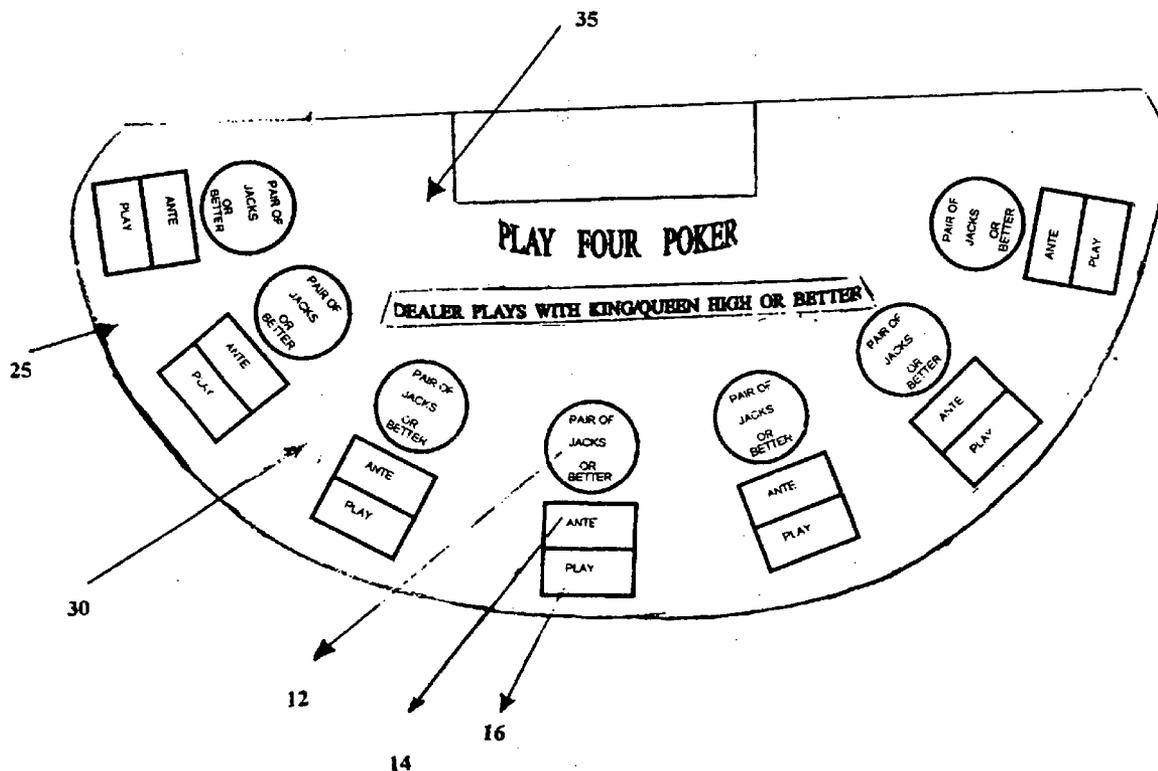 35
PLAY FOUR POKER
DEALER PLAYS WITH KING/QUEEN HIGH OR BETTER
PLAY
ANTE
PAIR OF
JACKS
OR
BETTER
PAIR OF
JACKS
OR
BETTER
ANTE
PLAY
PLAY
ANTE
PAIR OF
JACKS
OR
BETTER
PAIR OF
JACKS
OR
BETTER
ANTE
PLAY
25
PAIR OF
JACKS
OR
BETTER
ANTE
PLAY
PAIR OF
JACKS
OR
BETTER
ANTE
PLAY
PAIR OF
JACKS
OR
BETTER
ANTE
PLAY
30
12
14
16